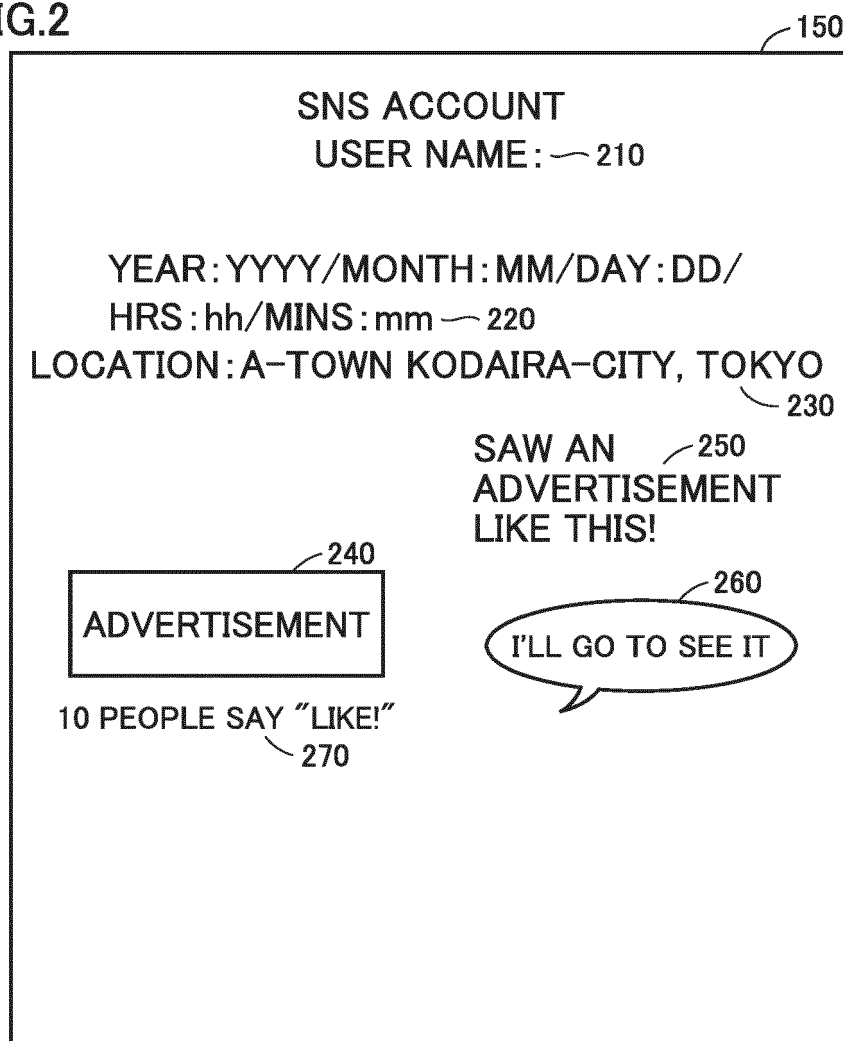 IG.2
150
SNS ACCOUNT
USER NAME: 210
YEAR:YYYY/MONTH:MM/DAY:DD/
HRS:hh/MINS:mm 220
LOCATION:A-TOWN KODAIRA-CITY, TOKYO
230
SAW AN 250
ADVERTISEMENT
LIKE THIS!
240
ADVERTISEMENT
260
I'LL GO TO SEE IT
10 PEOPLE SAY "LIKE!"
270